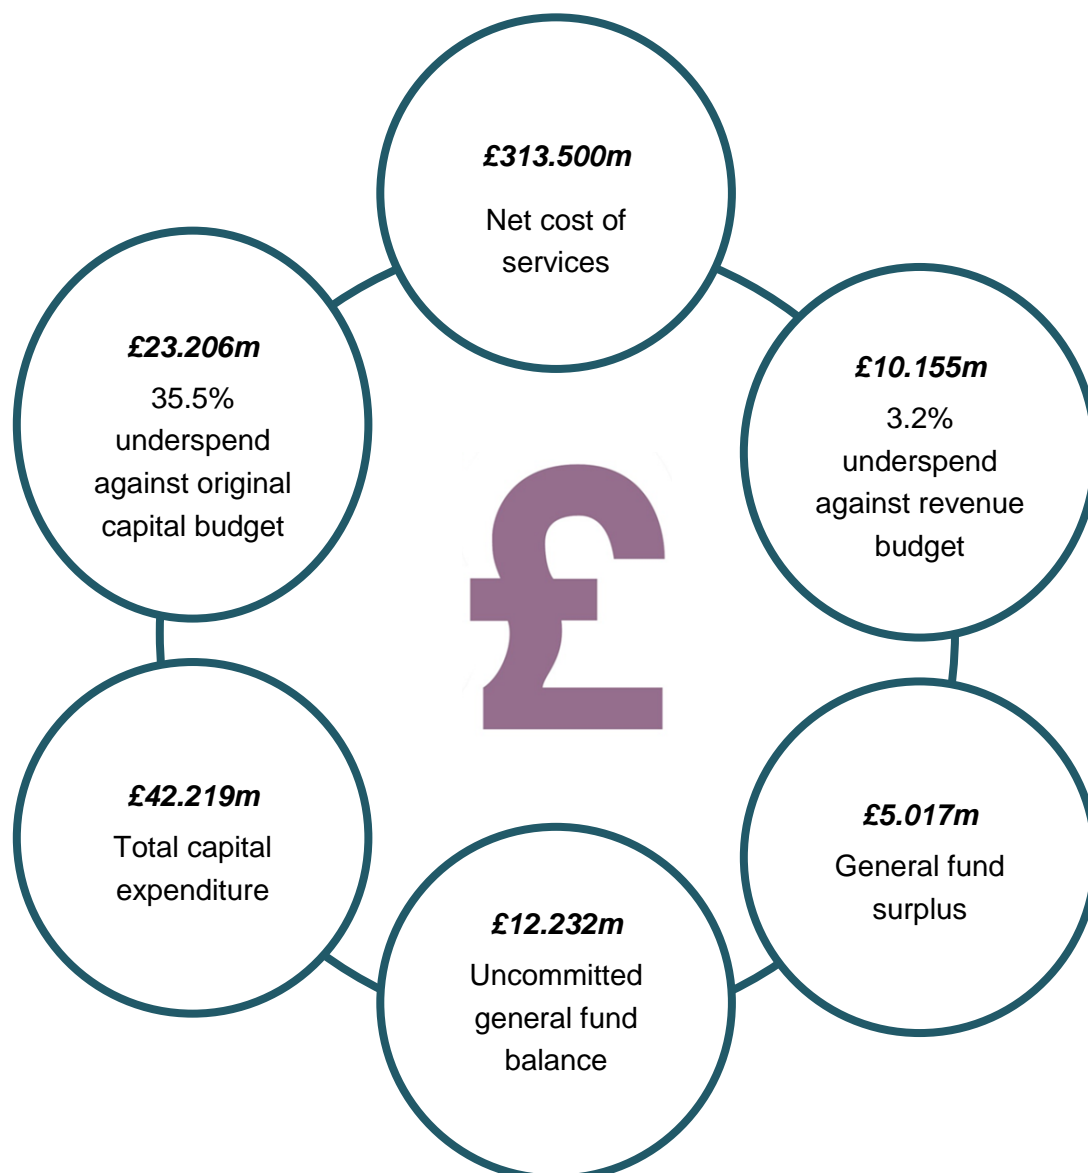 £313.500m
Net cost of
services
£10.155m
3.2%
underspend
against revenue
budget
£5.017m
General fund
surplus
£12.232m
Uncommitted
general fund
balance
£42.219m
Total capital
expenditure
£23.206m
35.5%
underspend
against original
capital budget
£